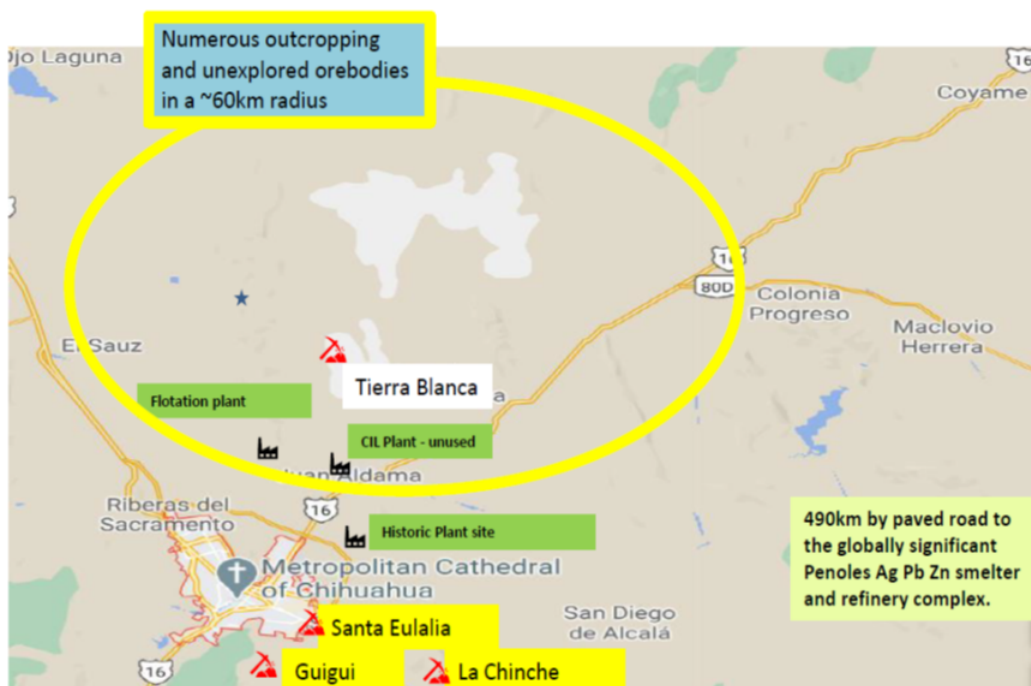 Numerous outcropping
and unexplored orebodies
in a ~60km radius
Ojo Laguna
16
Coyame
16
80D
Colonia
Progreso
Maclovio
Herrera
El Sauz
Tierra Blanca
Flotation plant
CIL Plant - unused
Juan Aldama
Riberas del
Sacramento
16
Historic Plant site
490km by paved road to
the globally significant
Penoles Ag Pb Zn smelter
and refinery complex.
Metropolitan Cathedral
of Chihuahua
San Diego
de Alcalá
Santa Eulalia
16
Guigui
La Chinche